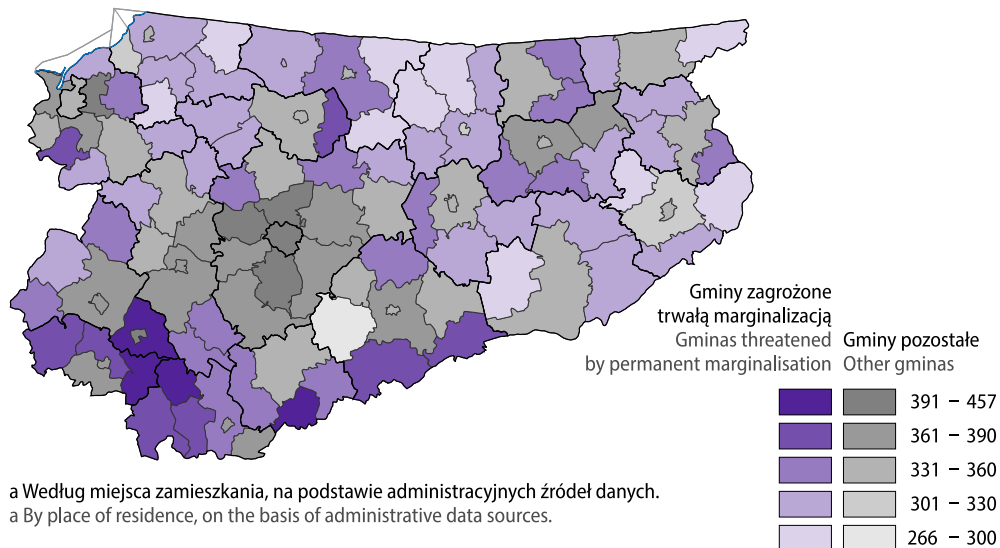 Gminy zagrożone
trwałą marginalizacją
Gminas threatened
by permanent marginalisation
Gminy pozostałe
Other gminas
391 – 457
361 – 390
331 – 360
301 – 330
266 – 300
a Według miejsca zamieszkania, na podstawie administracyjnych źródeł danych.
a By place of residence, on the basis of administrative data sources.